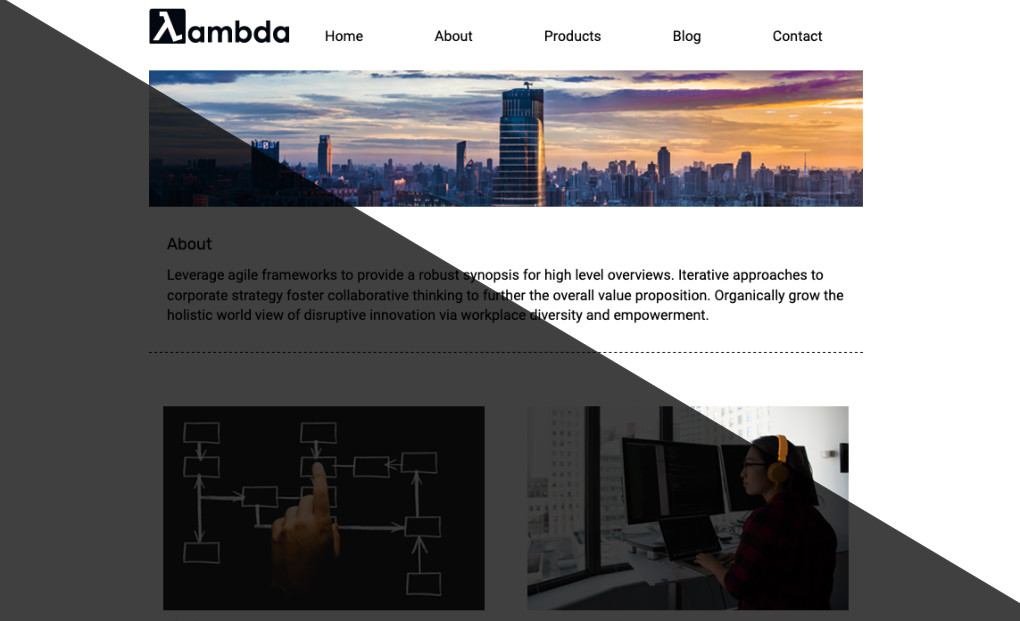 λambda
Home About Products Blog Contact
About
Leverage agile frameworks to provide a robust synopsis for high level overviews. Iterative approaches to
corporate strategy foster collaborative thinking to further the overall value proposition. Organically grow the
holistic world view of disruptive innovation via workplace diversity and empowerment.